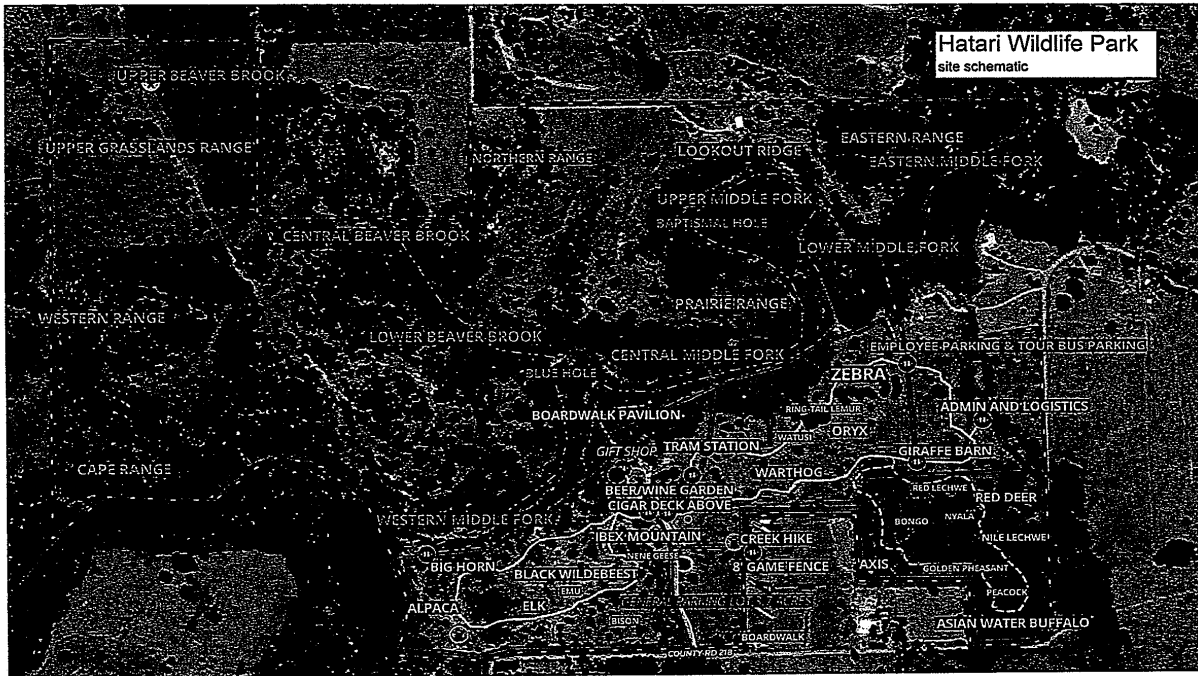 Hatari Wildlife Park
site schematic
UPPER BEAVER BROOK
UPPER GRASSLANDS RANGE
NORTHERN RANGE
LOOKOUT RIDGE
EASTERN RANGE
EASTERN MIDDLE FORK
UPPER MIDDLE FORK
BAPTISMAL HOLE
CENTRAL BEAVER BROOK
LOWER MIDDLE FORK
PRAIRIE RANGE
WESTERN RANGE
LOWER BEAVER BROOK
CENTRAL MIDDLE FORK
EMPLOYEE PARKING & TOUR BUS PARKING
BLUE HOLE
ZEBRA
BOARDWALK PAVILION
RING-TAIL LEMUR
ADMIN AND LOGISTICS
WATUSI
ORYX
GIFT SHOP
TRAM STATION
GIRAFFE BARN
CAPE RANGE
WARTHOG
BEER/WINE GARDEN
CIGAR DECK ABOVE
RED LECHWE
RED DEER
WESTERN MIDDLE FORK
BONGO
NYALA
IBEX MOUNTAIN
CREEK HIKE
NILE LECHWE
NENE GEESE
BIG HORN
BLACK WILDEBEEST
8' GAME FENCE
AXIS
GOLDEN PHEASANT
EMU
PEACOCK
ALPACA
ELK
BISON
ASIAN WATER BUFFALO
BOARDWALK
COUNTY RD 218